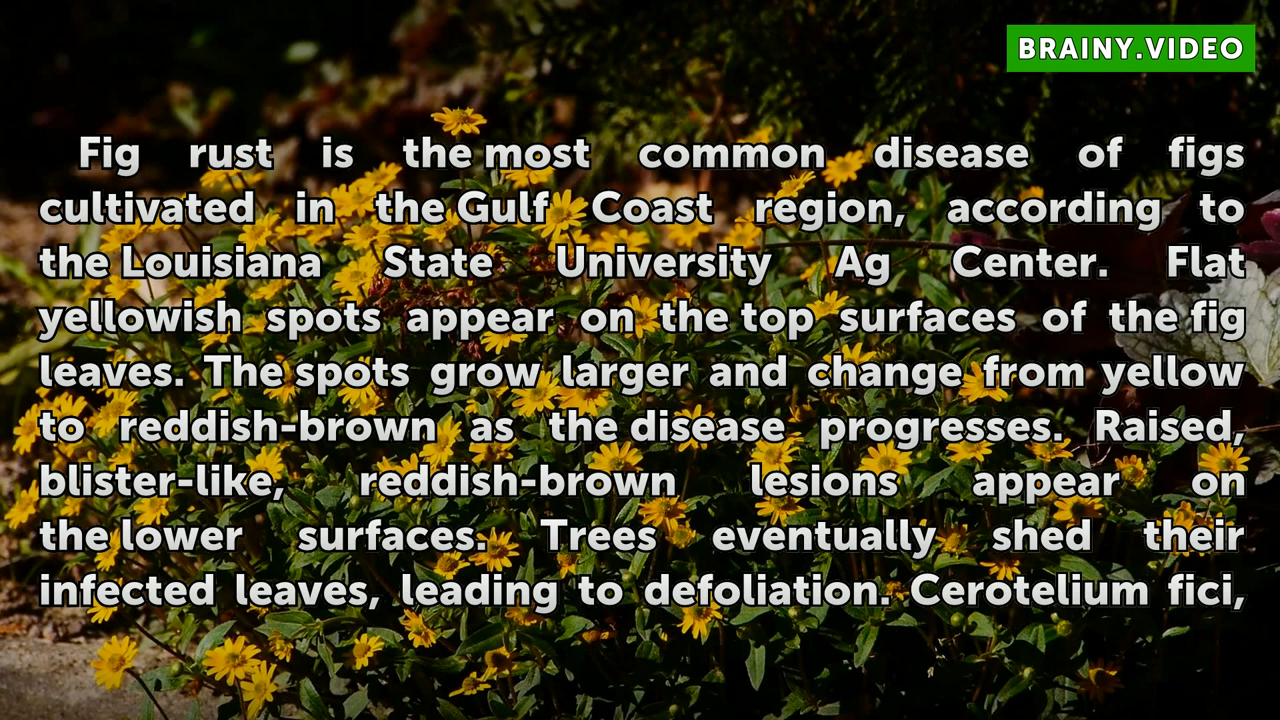 BRAINY.VIDEO
Fig rust is the most common disease of figs
cultivated in the Gulf Coast region, according to
the Louisiana State University Ag Center. Flat
yellowish spots appear on the top surfaces of the fig
leaves. The spots grow larger and change from yellow
to reddish-brown as the disease progresses. Raised,
blister-like, reddish-brown lesions appear on
the lower surfaces. Trees eventually shed their
infected leaves, leading to defoliation. Cerotelium fici,